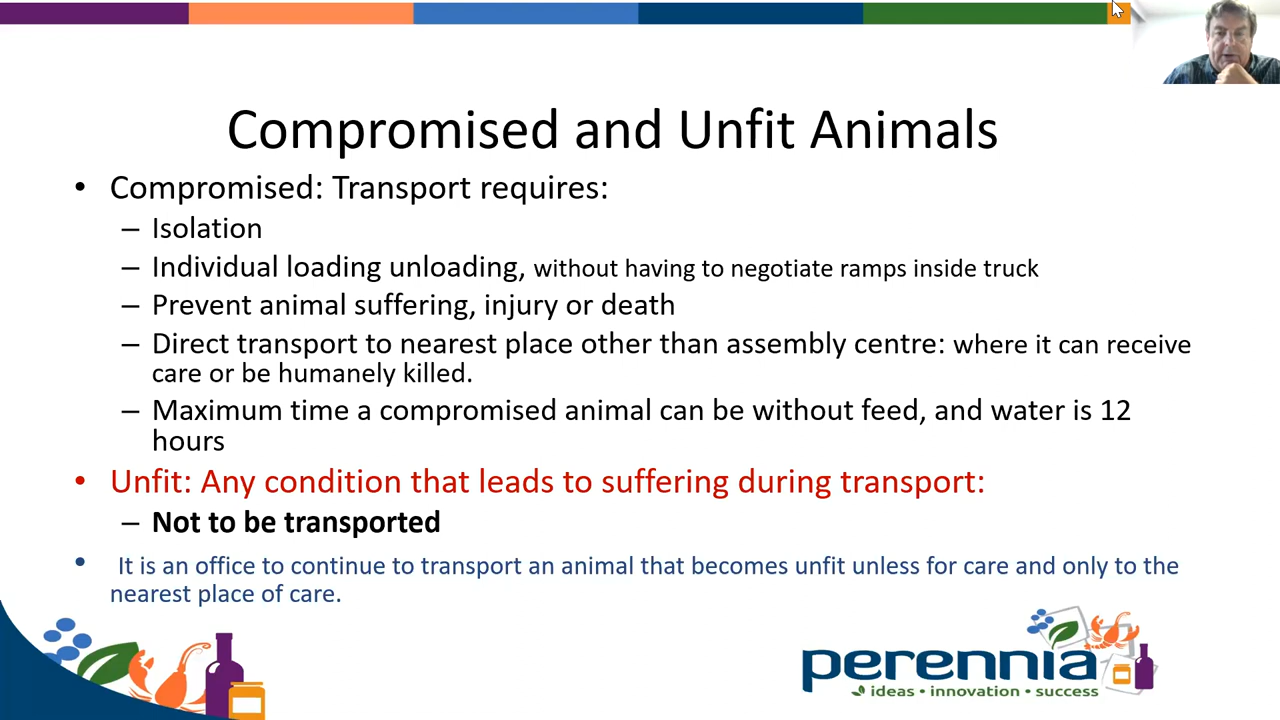 Compromised and Unfit Animals
• Compromised: Transport requires:
– Isolation
– Individual loading unloading, without having to negotiate ramps inside truck
– Prevent animal suffering, injury or death
– Direct transport to nearest place other than assembly centre: where it can receive
care or be humanely killed.
– Maximum time a compromised animal can be without feed, and water is 12
hours
• Unfit: Any condition that leads to suffering during transport:
– Not to be transported
• It is an office to continue to transport an animal that becomes unfit unless for care and only to the
nearest place of care.
perennia
ideas • innovation • success